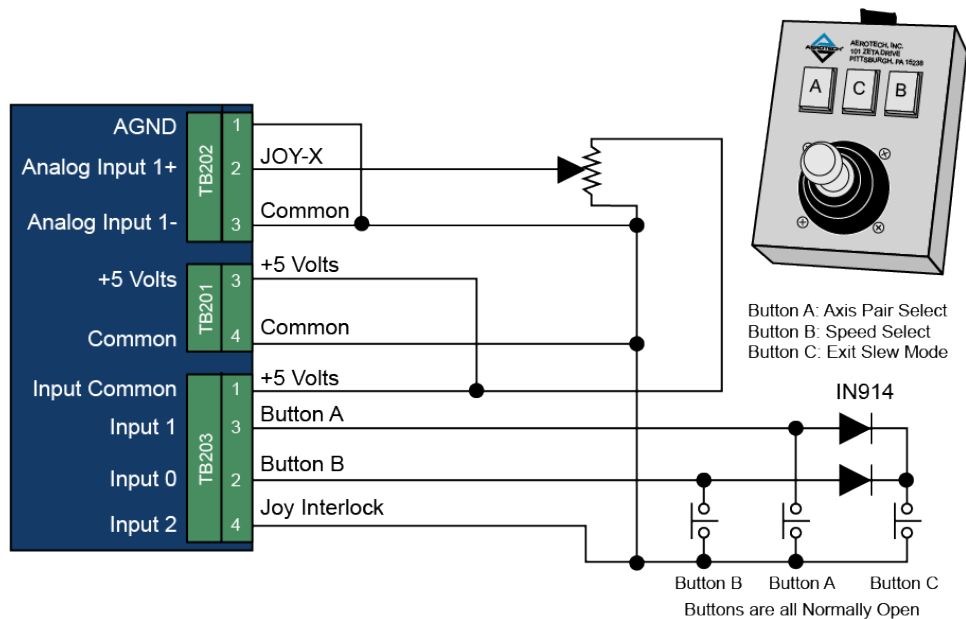 AEROTECH
AEROTECH, INC.
101 ZETA DRIVE
PITTSBURGH, PA 15238
A C B
AGND
Analog Input 1+
Analog Input 1-
TB202
1
2
3
JOY-X
Common
+5 Volts
Common
TB201
3
4
+5 Volts
Common
Input Common
Input 1
Input 0
Input 2
TB203
1
3
2
4
+5 Volts
Button A
Button B
Joy Interlock
Button A: Axis Pair Select
Button B: Speed Select
Button C: Exit Slew Mode
IN914
Button B Button A Button C
Buttons are all Normally Open